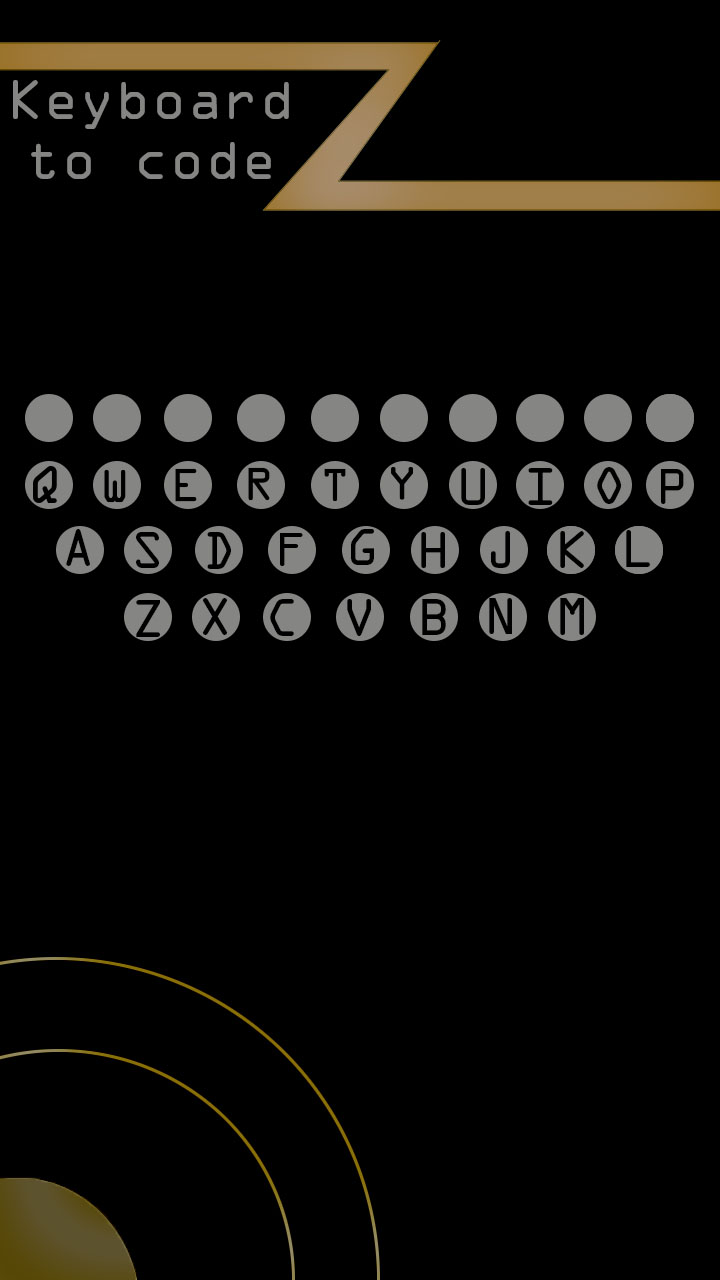 Keyboard
to code
Q W E R T Y U I O P
A S D F G H J K L
Z X C V B N M